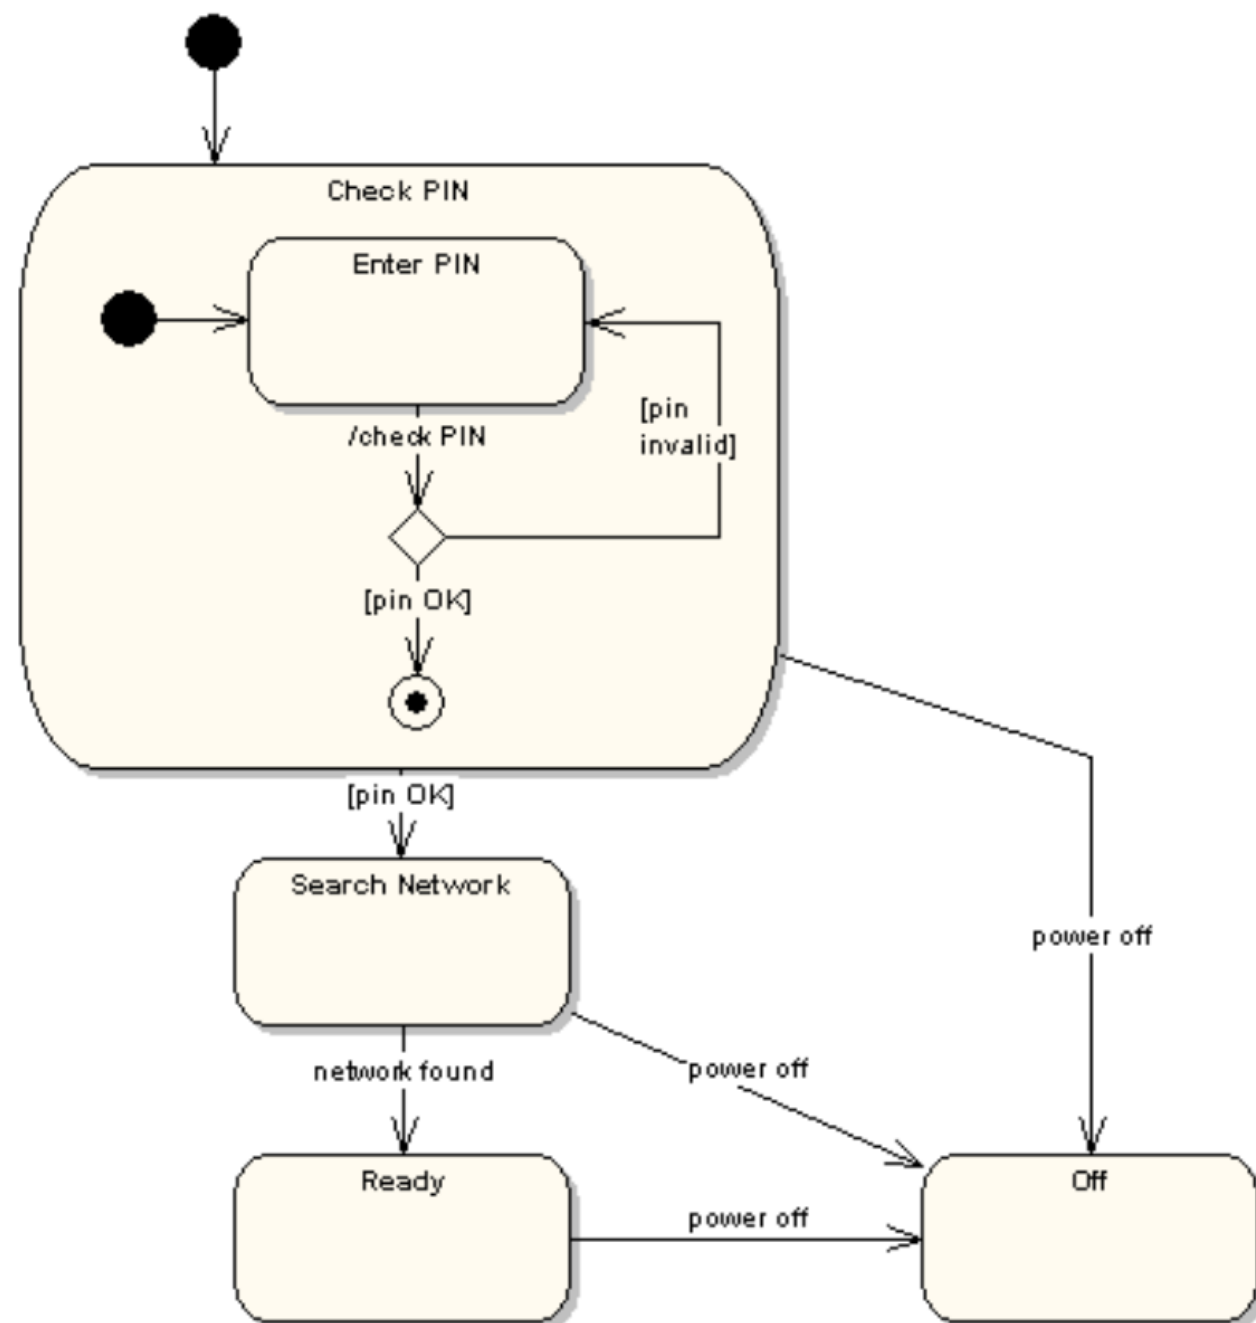 Check PIN
Enter PIN
[pin
invalid]
/check PIN
[pin OK]
[pin OK]
Search Network
power off
network found
power off
Ready
Off
power off